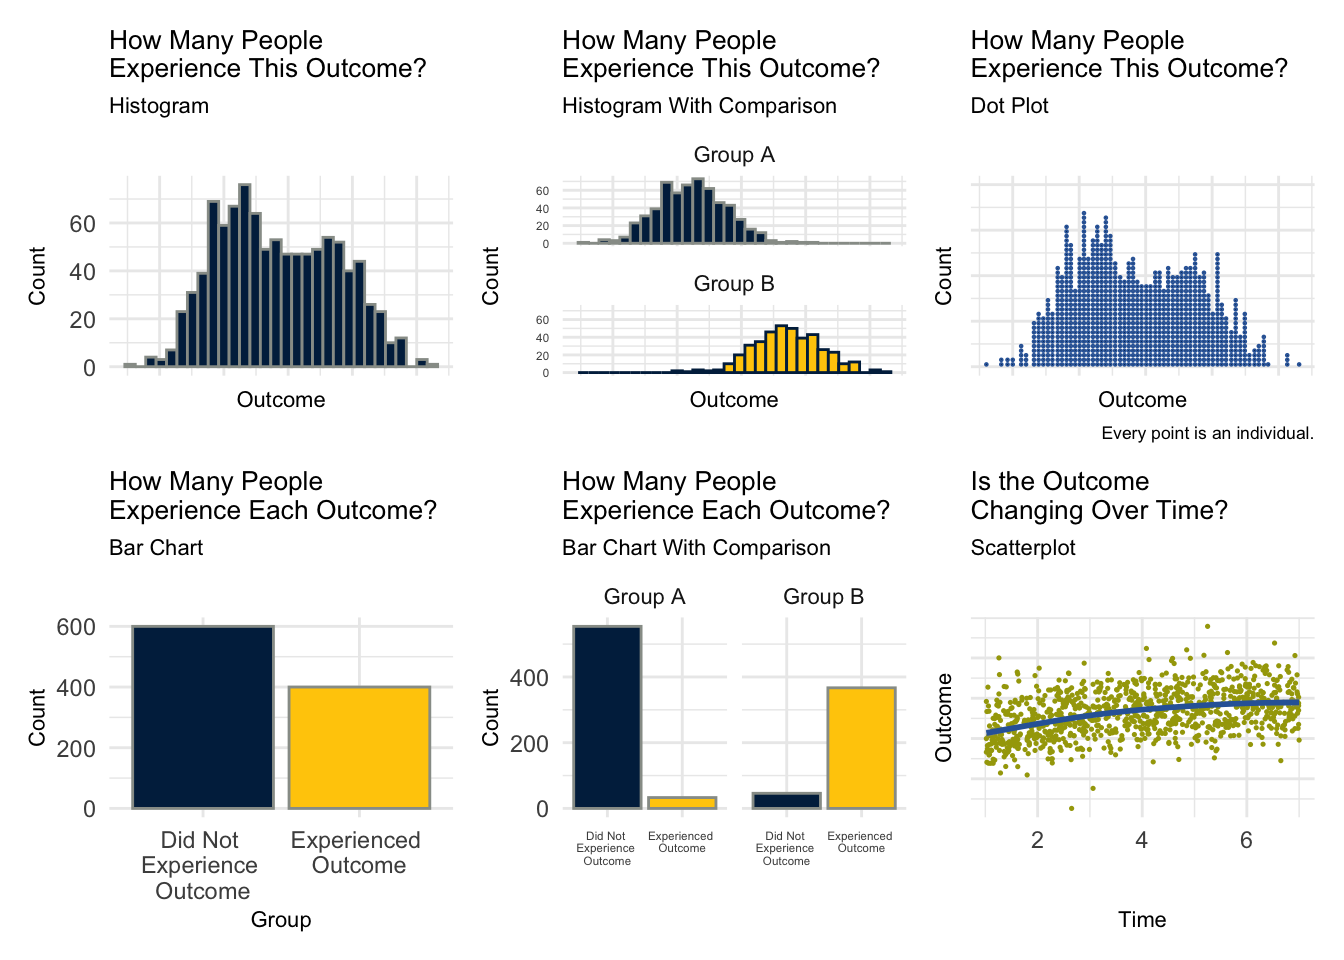 How Many People
Experience This Outcome?
Histogram
Count
60
40
20
0
Outcome
How Many People
Experience This Outcome?
Histogram With Comparison
Group A
60
40
20
0
Count
Group B
60
40
20
0
Outcome
How Many People
Experience This Outcome?
Dot Plot
Count
Outcome
Every point is an individual.
How Many People
Experience Each Outcome?
Bar Chart
Count
600
400
200
0
Did Not
Experience
Outcome
Experienced
Outcome
Group
How Many People
Experience Each Outcome?
Bar Chart With Comparison
Group A
Group B
Count
400
200
0
Did Not
Experience
Outcome
Experienced
Outcome
Did Not
Experience
Outcome
Experienced
Outcome
Is the Outcome
Changing Over Time?
Scatterplot
Outcome
2 4 6
Time